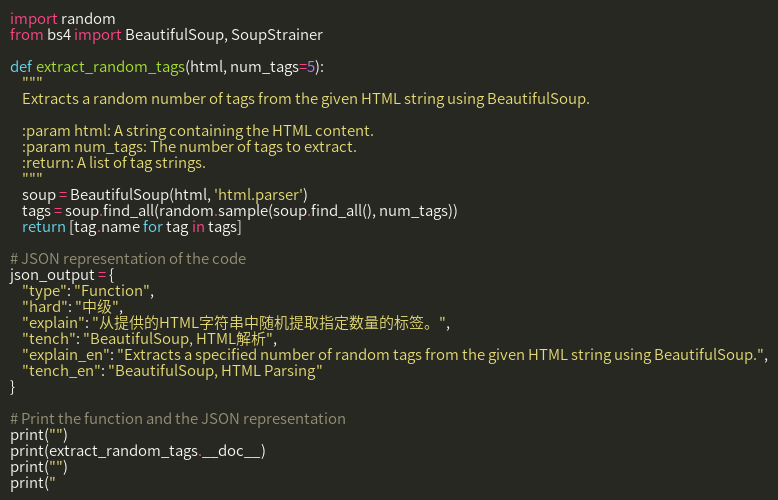 import random
from bs4 import BeautifulSoup, SoupStrainer

def extract_random_tags(html, num_tags=5):
    """
    Extracts a random number of tags from the given HTML string using BeautifulSoup.

    :param html: A string containing the HTML content.
    :param num_tags: The number of tags to extract.
    :return: A list of tag strings.
    """
    soup = BeautifulSoup(html, 'html.parser')
    tags = soup.find_all(random.sample(soup.find_all(), num_tags))
    return [tag.name for tag in tags]

# JSON representation of the code
json_output = {
    "type": "Function",
    "hard": "中级",
    "explain": "从提供的HTML字符串中随机提取指定数量的标签。",
    "tench": "BeautifulSoup, HTML解析",
    "explain_en": "Extracts a specified number of random tags from the given HTML string using BeautifulSoup.",
    "tench_en": "BeautifulSoup, HTML Parsing"
}

# Print the function and the JSON representation
print("")
print(extract_random_tags.__doc__)
print("")
print("